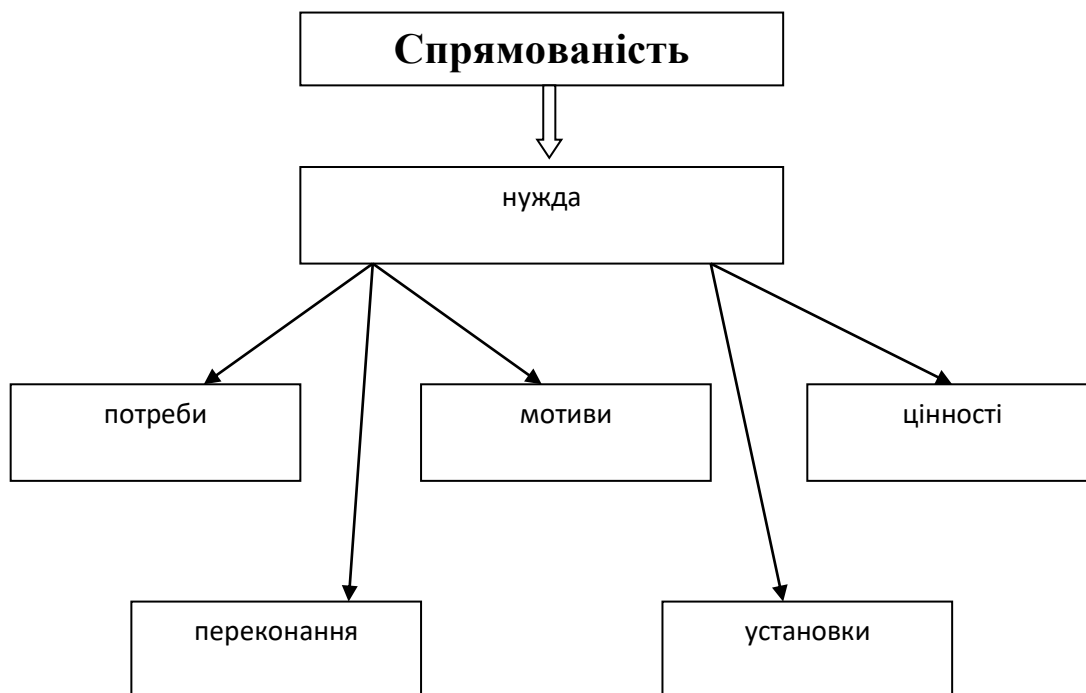 Спрямованість
нужда
потреби
мотиви
цінності
переконання
установки